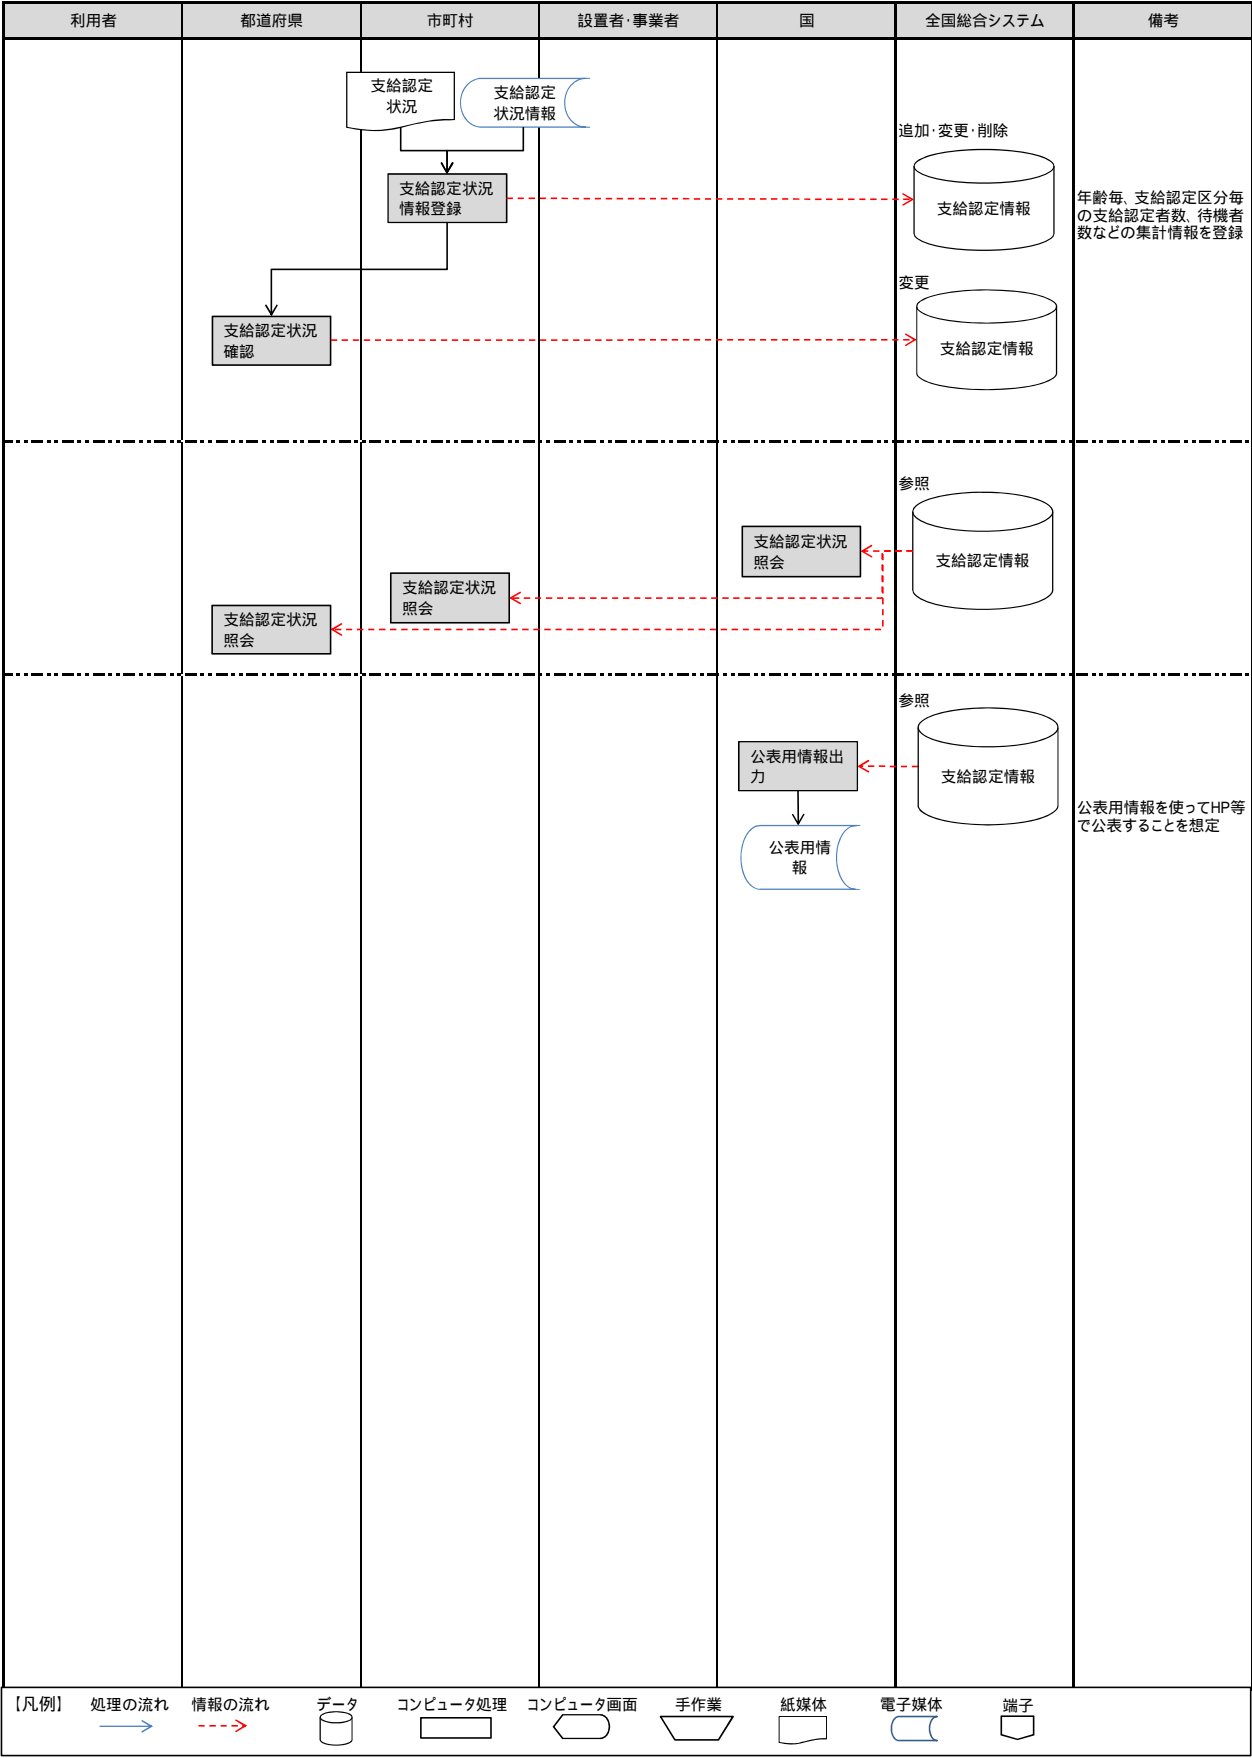 利用者
都道府県
市町村
設置者・事業者
国
全国総合システム
備考
支給認定
状況
支給認定
状況情報
追加・変更・削除
支給認定状況
情報登録
支給認定情報
年齢毎、支給認定区分毎
の支給認定者数、待機者
数などの集計情報を登録
変更
支給認定状況
確認
支給認定情報
参照
支給認定状況
照会
支給認定情報
支給認定状況
照会
支給認定状況
照会
参照
公表用情報出
力
支給認定情報
公表用情報を使ってHP等
で公表することを想定
公表用情
報
【凡例】
処理の流れ
情報の流れ
データ
コンピュータ処理
コンピュータ画面
手作業
紙媒体
電子媒体
端子